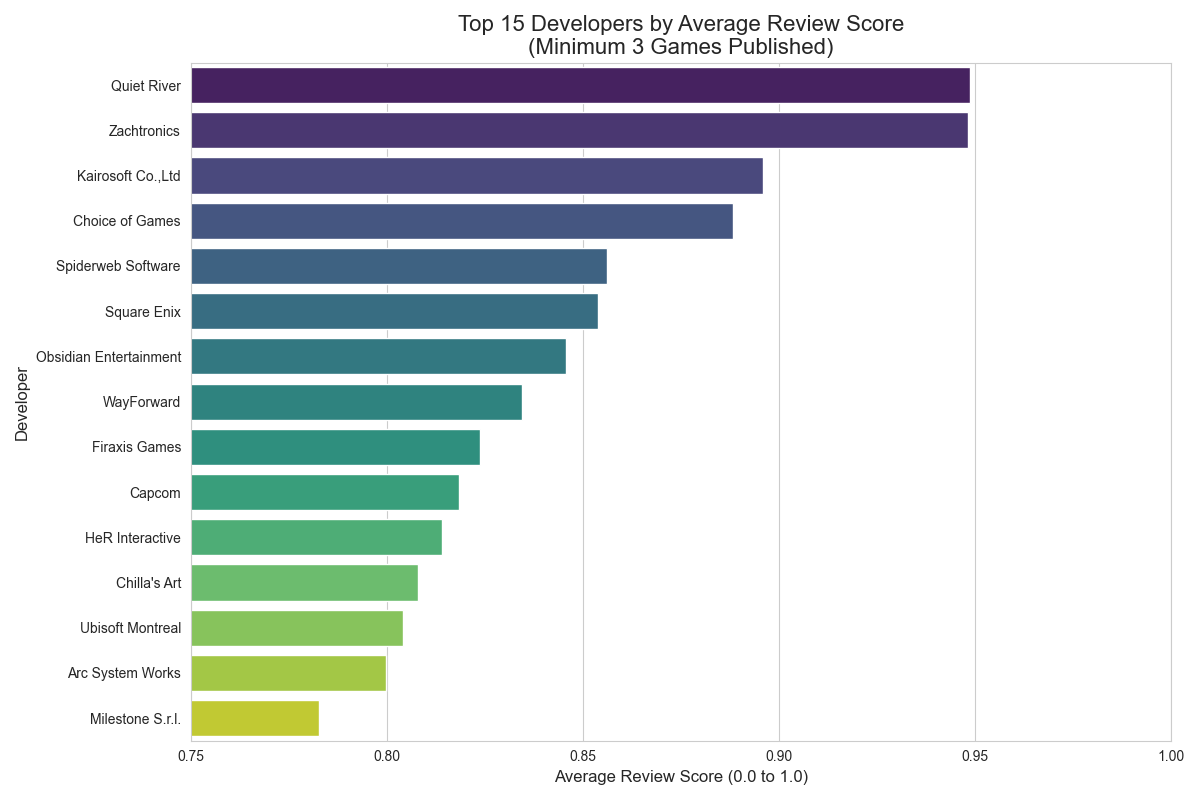 Top 15 Developers by Average Review Score
(Minimum 3 Games Published)
Developer
Quiet River
Zachtronics
Kairosoft Co.,Ltd
Choice of Games
Spiderweb Software
Square Enix
Obsidian Entertainment
WayForward
Firaxis Games
Capcom
HeR Interactive
Chilla's Art
Ubisoft Montreal
Arc System Works
Milestone S.r.l.
0.75 0.80 0.85 0.90 0.95 1.00
Average Review Score (0.0 to 1.0)